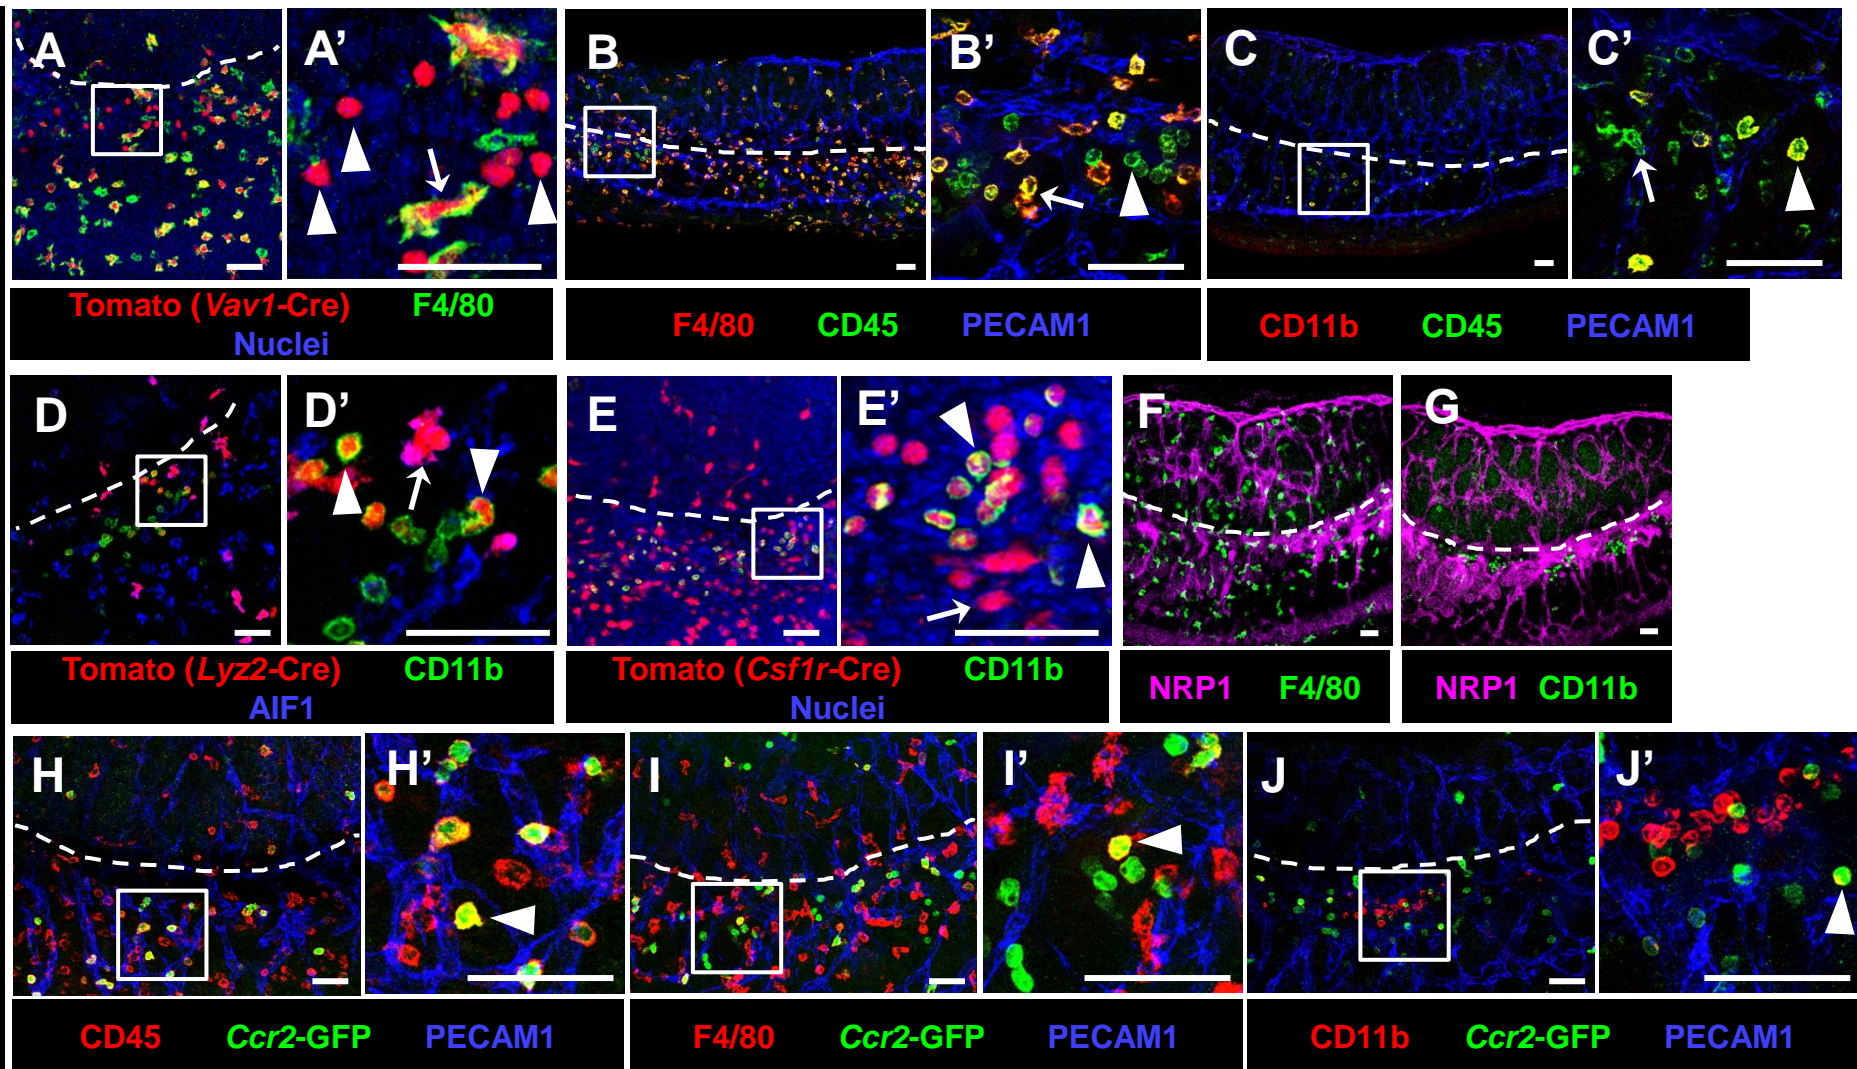 A A' B B' C C'
Tomato (Vav1-Cre) F4/80
Nuclei
F4/80 CD45 PECAM1
CD11b CD45 PECAM1
D D' E E' F G
Tomato (Lyz2-Cre) CD11b
AIF1
Tomato (Csf1r-Cre) CD11b
Nuclei
NRP1 F4/80
NRP1 CD11b
H H' I I' J J'
CD45 Ccr2-GFP PECAM1
F4/80 Ccr2-GFP PECAM1
CD11b Ccr2-GFP PECAM1